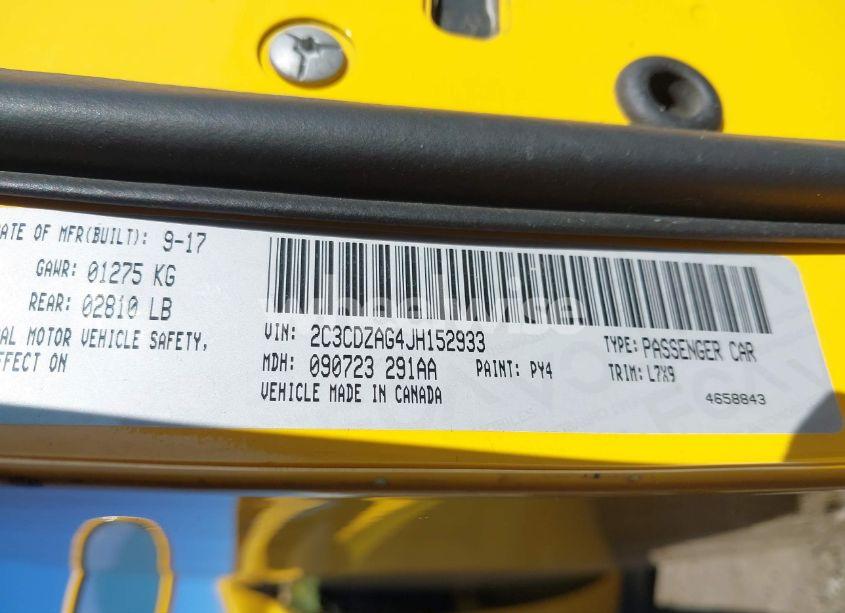 ATE OF MFR(BUILT): 9-17
GAWR: 01275 KG
REAR: 02810 LB
AL MOTOR VEHICLE SAFETY,
FFECT ON
VIN: 2C3CDZAG4JH152933
TYPE: PASSENGER CAR
MDH: 090723 291AA
PAINT: PY4
TRIM: L7X9
VEHICLE MADE IN CANADA
4658843